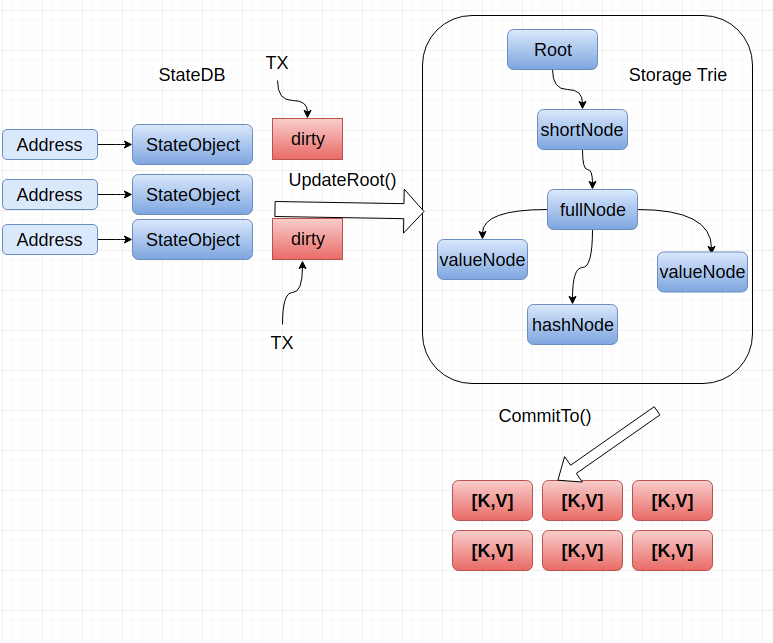 StateDB
TX
Address
StateObject
dirty
Address
StateObject
UpdateRoot()
Address
StateObject
dirty
TX
Root
Storage Trie
shortNode
fullNode
valueNode
valueNode
hashNode
CommitTo()
[K,V] [K,V] [K,V]
[K,V] [K,V] [K,V]